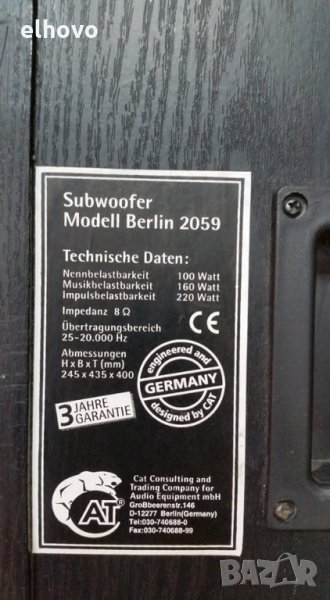 elhovo
Subwoofer
Modell Berlin 2059
Technische Daten:
Nennbelastbarkeit 100 Watt
Musikbelastbarkeit 160 Watt
Impulsbelastbarkeit 220 Watt
Impedanz 8 Ω
Übertragungsbereich
25-20.000 Hz
Abmessungen
H x B x T (mm)
245 x 435 x 400
CE
engineered and
GERMANY
designed by CAT
3 JAHRE
GARANTIE
CAT®
Cat Consulting and
Trading Company for
Audio Equipment mbH
Großbeerenstr.146
D-12277 Berlin(Germany)
Tel:030-740688-0
Fax:030-740688-99
BAZAR